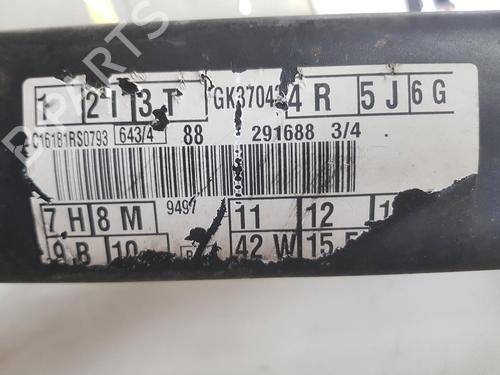 1 2 I 3 T GK37042 4 R 5 J 6 G
C16181RS0793 643/4 88 291688 3/4
7 H 8 M 9497 11 12
9 B 10 42 W 15
B PARTS